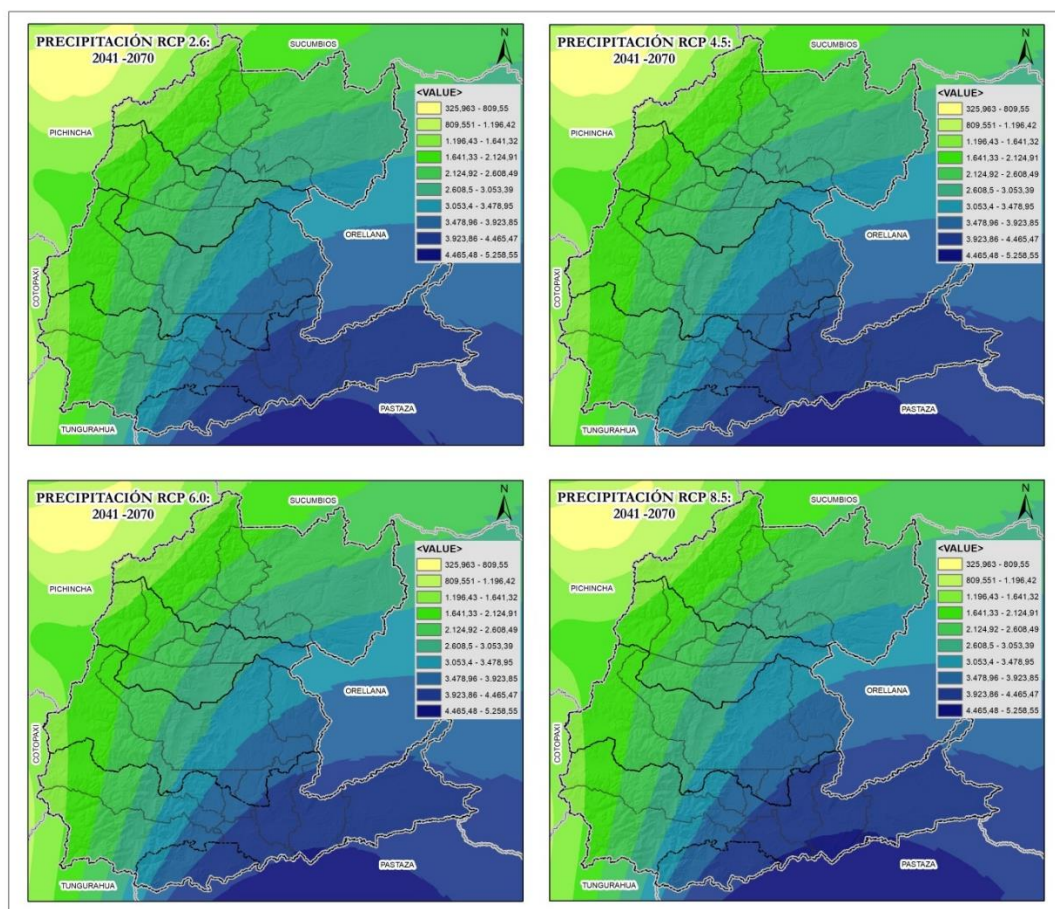 PRECIPITACIÓN RCP 2.6:
2041 -2070
SUCUMBIOS
N
<VALUE>
325,963 - 809,55
809,551 - 1.196,42
1.196,43 - 1.641,32
1.641,33 - 2.124,91
2.124,92 - 2.608,49
2.608,5 - 3.053,39
3.053,4 - 3.478,95
3.478,96 - 3.923,85
3.923,86 - 4.465,47
4.465,48 - 5.258,55
PICHINCHA
ORELLANA
COTOPAXI
PASTAZA
TUNGURAHUA
PRECIPITACIÓN RCP 4.5:
2041 -2070
SUCUMBIOS
N
<VALUE>
325,963 - 809,55
809,551 - 1.196,42
1.196,43 - 1.641,32
1.641,33 - 2.124,91
2.124,92 - 2.608,49
2.608,5 - 3.053,39
3.053,4 - 3.478,95
3.478,96 - 3.923,85
3.923,86 - 4.465,47
4.465,48 - 5.258,55
PICHINCHA
ORELLANA
COTOPAXI
PASTAZA
TUNGURAHUA
PRECIPITACIÓN RCP 6.0:
2041 -2070
SUCUMBIOS
N
<VALUE>
325,963 - 809,55
809,551 - 1.196,42
1.196,43 - 1.641,32
1.641,33 - 2.124,91
2.124,92 - 2.608,49
2.608,5 - 3.053,39
3.053,4 - 3.478,95
3.478,96 - 3.923,85
3.923,86 - 4.465,47
4.465,48 - 5.258,55
PICHINCHA
ORELLANA
COTOPAXI
PASTAZA
TUNGURAHUA
PRECIPITACIÓN RCP 8.5:
2041 -2070
SUCUMBIOS
N
<VALUE>
325,963 - 809,55
809,551 - 1.196,42
1.196,43 - 1.641,32
1.641,33 - 2.124,91
2.124,92 - 2.608,49
2.608,5 - 3.053,39
3.053,4 - 3.478,95
3.478,96 - 3.923,85
3.923,86 - 4.465,47
4.465,48 - 5.258,55
PICHINCHA
ORELLANA
COTOPAXI
PASTAZA
TUNGURAHUA